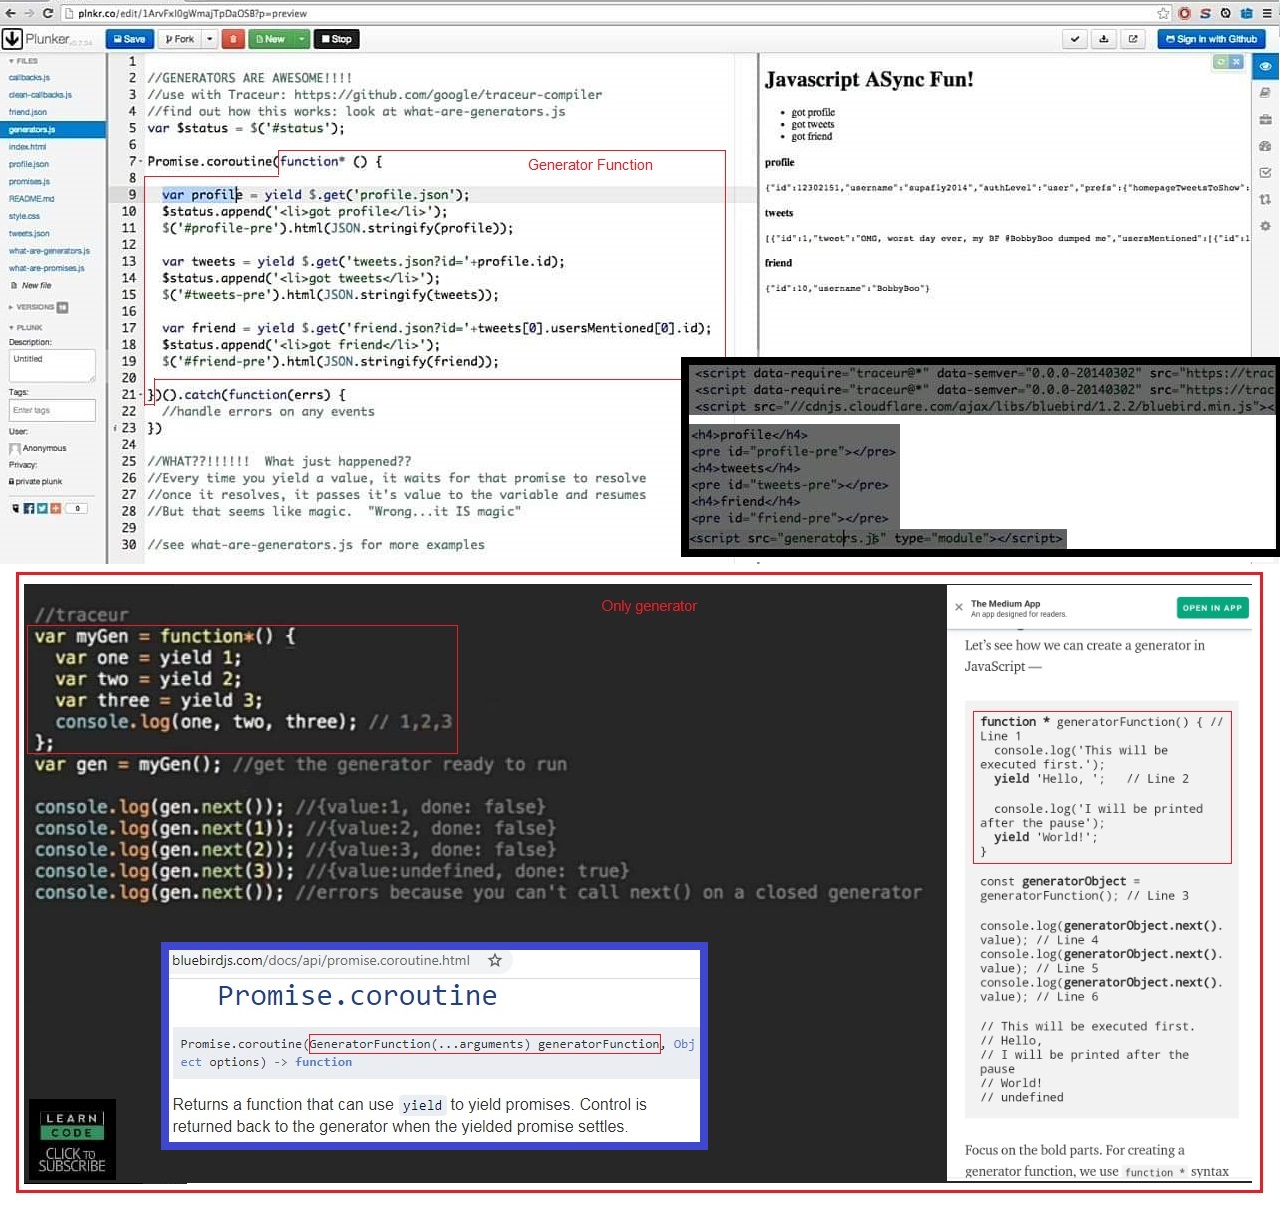 plnkr.co/edit/1ArvFxI0gWmajTpDaOSB?p=preview
Plunker v0.7.34
Save
Fork
New
Stop
Sign in with Github
FILES
callbacks.js
clean-callbacks.js
friend.json
generators.js
index.html
profile.json
promises.js
README.md
style.css
tweets.json
what-are-generators.js
what-are-promises.js
New file
VERSIONS
PLUNK
Description:
Untitled
Tags:
Enter tags
User:
Anonymous
Privacy:
private plunk
0
1
2 //GENERATORS ARE AWESOME!!!!
3 //use with Traceur: https://github.com/google/traceur-compiler
4 //find out how this works: look at what-are-generators.js
5 var $status = $('#status');
6
7 Promise.coroutine(function* () {
Generator Function
8
9 var profile = yield $.get('profile.json');
10 $status.append('<li>got profile</li>');
11 $('#profile-pre').html(JSON.stringify(profile));
12
13 var tweets = yield $.get('tweets.json?id='+profile.id);
14 $status.append('<li>got tweets</li>');
15 $('#tweets-pre').html(JSON.stringify(tweets));
16
17 var friend = yield $.get('friend.json?id='+tweets[0].usersMentioned[0].id);
18 $status.append('<li>got friend</li>');
19 $('#friend-pre').html(JSON.stringify(friend));
20
21 })().catch(function(errs) {
22 //handle errors on any events
23 })
24
25 //WHAT??!!!!!! What just happened??
26 //Every time you yield a value, it waits for that promise to resolve
27 //once it resolves, it passes it's value to the variable and resumes
28 //But that seems like magic. "Wrong...it IS magic"
29
30 //see what-are-generators.js for more examples
Javascript ASync Fun!
• got profile
• got tweets
• got friend
profile
{"id":12302151,"username":"supafly2014","authLevel":"user","prefs":{"homepageTweetsToShow":
tweets
[{"id":1,"tweet":"OMG, worst day ever, my BF @BobbyBoo dumped me","usersMentioned":[{"id":1
friend
{"id":10,"username":"BobbyBoo"}
<script data-require="traceur@*" data-semver="0.0.0-20140302" src="https://trac
<script data-require="traceur@*" data-semver="0.0.0-20140302" src="https://trac
<script src="//cdnjs.cloudflare.com/ajax/libs/bluebird/1.2.2/bluebird.min.js"><
<h4>profile</h4>
<pre id="profile-pre"></pre>
<h4>tweets</h4>
<pre id="tweets-pre"></pre>
<h4>friend</h4>
<pre id="friend-pre"></pre>
<script src="generators.js" type="module"></script>
Only generator
//traceur
var myGen = function*() {
var one = yield 1;
var two = yield 2;
var three = yield 3;
console.log(one, two, three); // 1,2,3
};
var gen = myGen(); //get the generator ready to run
console.log(gen.next()); //{value:1, done: false}
console.log(gen.next(1)); //{value:2, done: false}
console.log(gen.next(2)); //{value:3, done: false}
console.log(gen.next(3)); //{value:undefined, done: true}
console.log(gen.next()); //errors because you can't call next() on a closed generator
bluebirdjs.com/docs/api/promise.coroutine.html
Promise.coroutine
Promise.coroutine(GeneratorFunction(...arguments) generatorFunction, Obj
ect options) -> function
Returns a function that can use yield to yield promises. Control is
returned back to the generator when the yielded promise settles.
LEARN
CODE
CLICK TO
SUBSCRIBE
The Medium App
An app designed for readers.
OPEN IN APP
Let's see how we can create a generator in
JavaScript —
function * generatorFunction() { //
Line 1
console.log('This will be
executed first.');
yield 'Hello, '; // Line 2
console.log('I will be printed
after the pause');
yield 'World!';
}
const generatorObject =
generatorFunction(); // Line 3
console.log(generatorObject.next().
value); // Line 4
console.log(generatorObject.next().
value); // Line 5
console.log(generatorObject.next().
value); // Line 6
// This will be executed first.
// Hello,
// I will be printed after the
pause
// World!
// undefined
Focus on the bold parts. For creating a
generator function, we use function * syntax